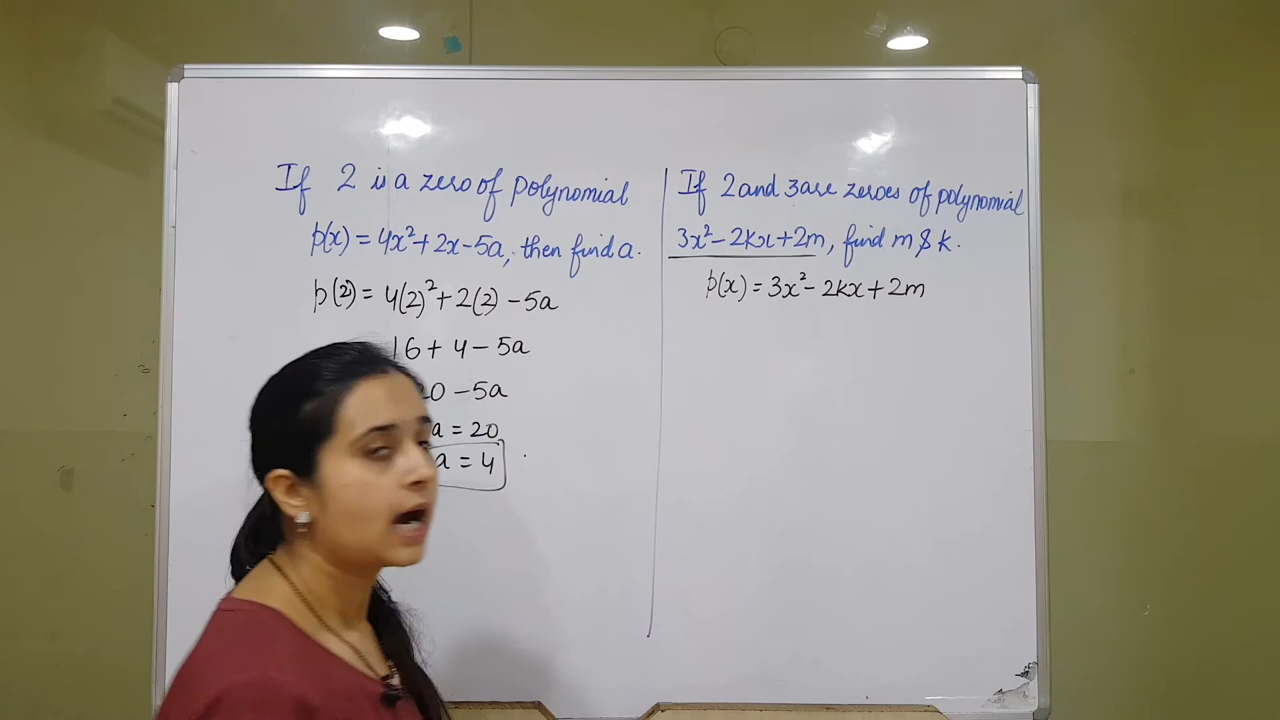 If 2 is a zero of polynomial
p(x) = 4x² + 2x - 5a, then find a.
p(2) = 4(2)² + 2(2) - 5a
16 + 4 - 5a
20 - 5a
a = 20
a = 4
If 2 and 3 are zeroes of polynomial
3x² - 2kx + 2m, find m & k.
p(x) = 3x² - 2kx + 2m